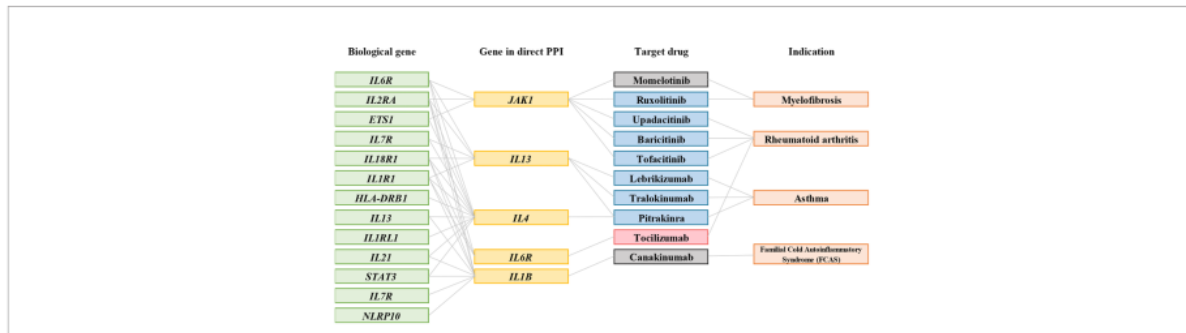 Biological gene Gene in direct PPI Target drug Indication
IL6R Momelotinib
IL2RA JAK1 Ruxolitinib Myelofibrosis
ETS1 Upadacitinib
IL7R Baricitinib Rheumatoid arthritis
IL18R1 IL13 Tofacitinib
IL1R1 Lebrikizumab
HLA-DRB1 Tralokinumab Asthma
IL13 IL4 Pitrakinra
IL1RL1 Tocilizumab
IL21 IL6R Canakinumab Familial Cold Autoinflammatory
Syndrome (FCAS)
STAT3 IL1B
IL7R
NLRP10